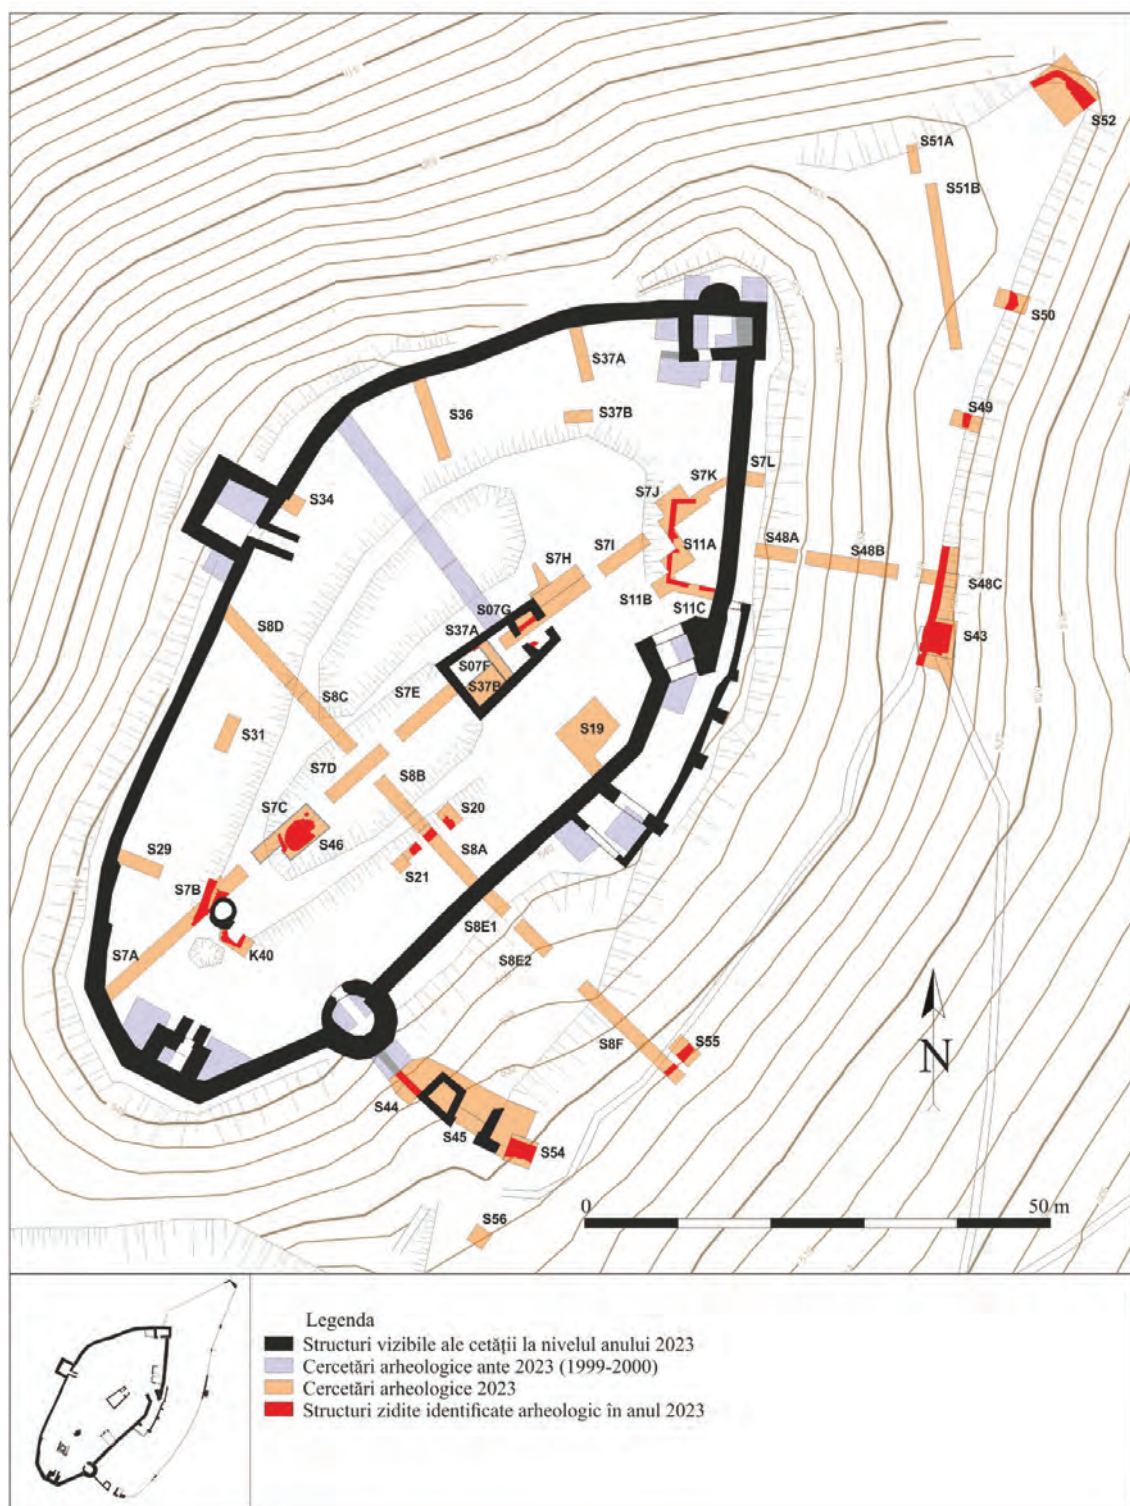 S52
S51A
S51B
S50
S37A
S36
S37B
S49
S7L
S7K
S7J
S34
S48A
S48B
S11A
S7I
S7H
S48C
S11B
S11C
S07G
S8D
S37A
S43
S07F
S37B
S7E
S8C
S31
S19
S7D
S8B
S7C
S20
S46
S8A
S29
S21
S7B
S8E1
S7A
K40
S8E2
S8F
S55
N
S44
S45
S54
0 50 m
S56
Legenda
Structuri vizibile ale cetății la nivelul anului 2023
Cercetări arheologice ante 2023 (1999-2000)
Cercetări arheologice 2023
Structuri zidite identificate arheologic în anul 2023